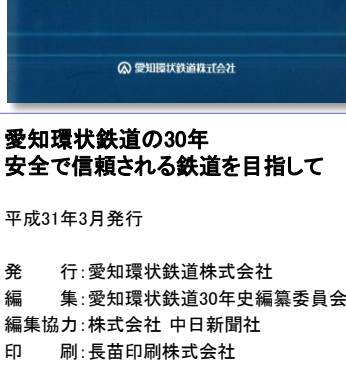 愛知環状鉄道株式会社
愛知環状鉄道の30年
安全で信頼される鉄道を目指して
平成31年3月発行
発　　行：愛知環状鉄道株式会社
編　　集：愛知環状鉄道30年史編纂委員会
編集協力：株式会社 中日新聞社
印　　刷：長苗印刷株式会社